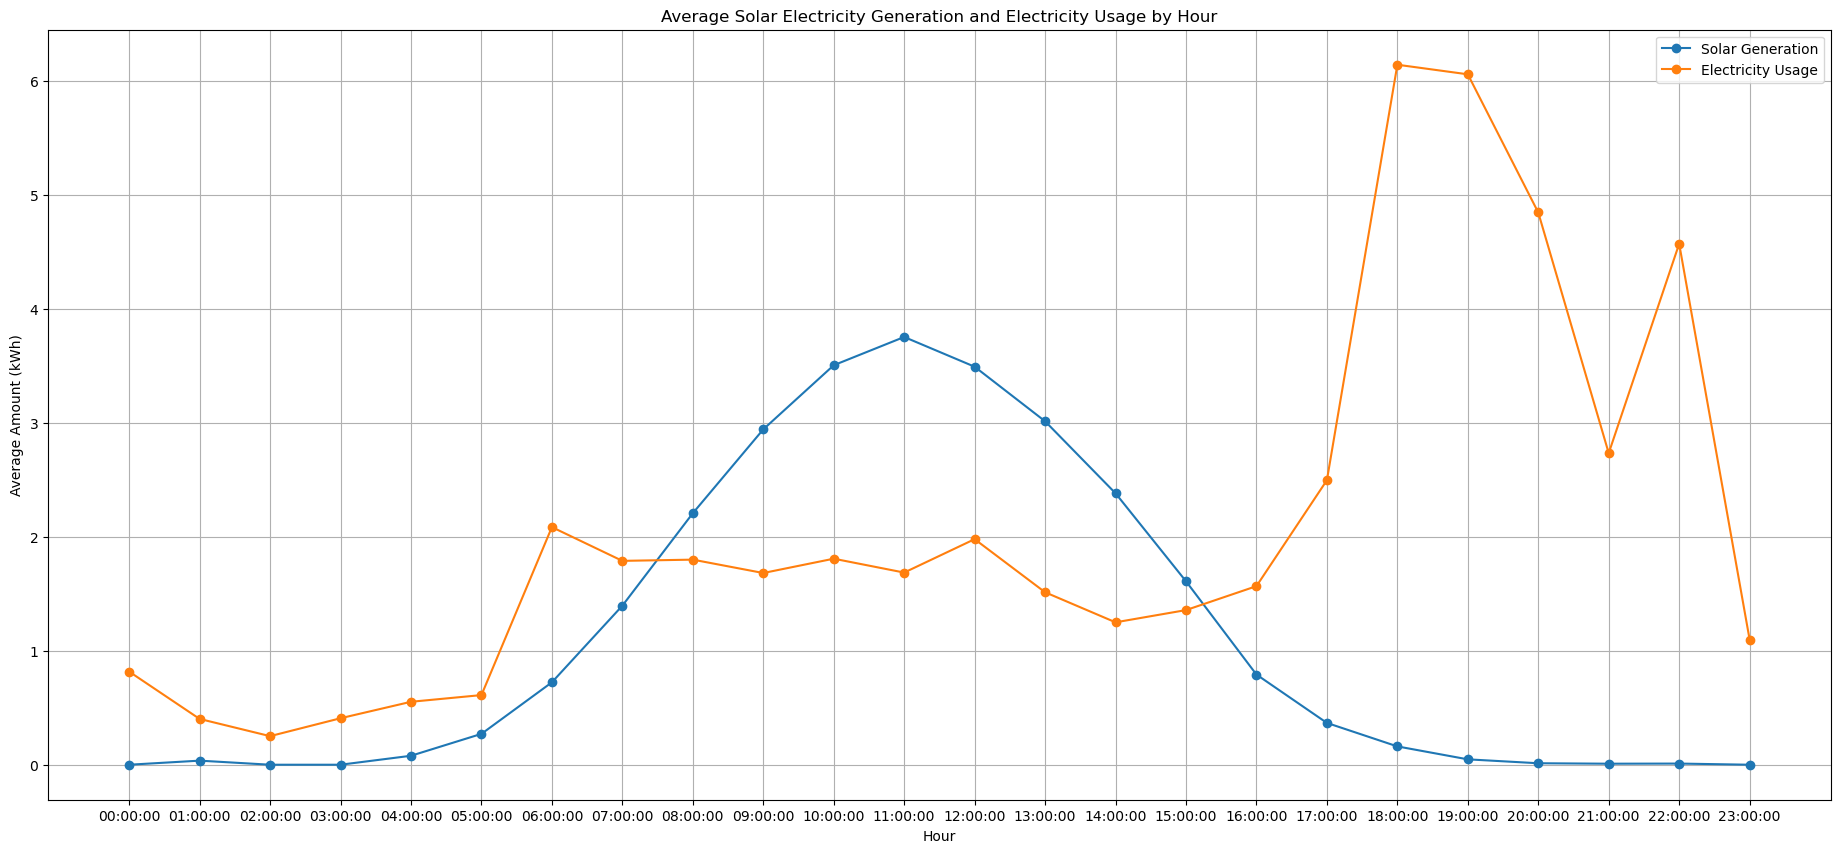 Average Solar Electricity Generation and Electricity Usage by Hour
Solar Generation
Electricity Usage
6
5
4
3
2
1
0
Average Amount (kWh)
00:00:00 01:00:00 02:00:00 03:00:00 04:00:00 05:00:00 06:00:00 07:00:00 08:00:00 09:00:00 10:00:00 11:00:00 12:00:00 13:00:00 14:00:00 15:00:00 16:00:00 17:00:00 18:00:00 19:00:00 20:00:00 21:00:00 22:00:00 23:00:00
Hour